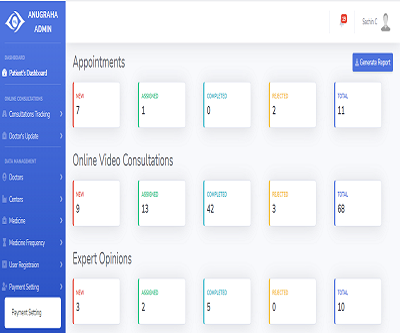 ANUGRAHA
ADMIN
Sachin C
DASHBOARD
Patient's Dashboard
ONLINE CONSULTATIONS
Consultations Tracking
Doctor's Update
DATA MANAGEMENT
Doctors
Centers
Medicine
Medicine Frequency
User Registraion
Payment Setting
Payment Setting
Generate Report
Appointments
NEW ASSIGNED COMPLETED REJECTED TOTAL
7 1 0 2 11
Online Video Consultations
NEW ASSIGNED COMPLETED REJECTED TOTAL
9 13 42 3 68
Expert Opinions
NEW ASSIGNED COMPLETED REJECTED TOTAL
3 2 5 0 10